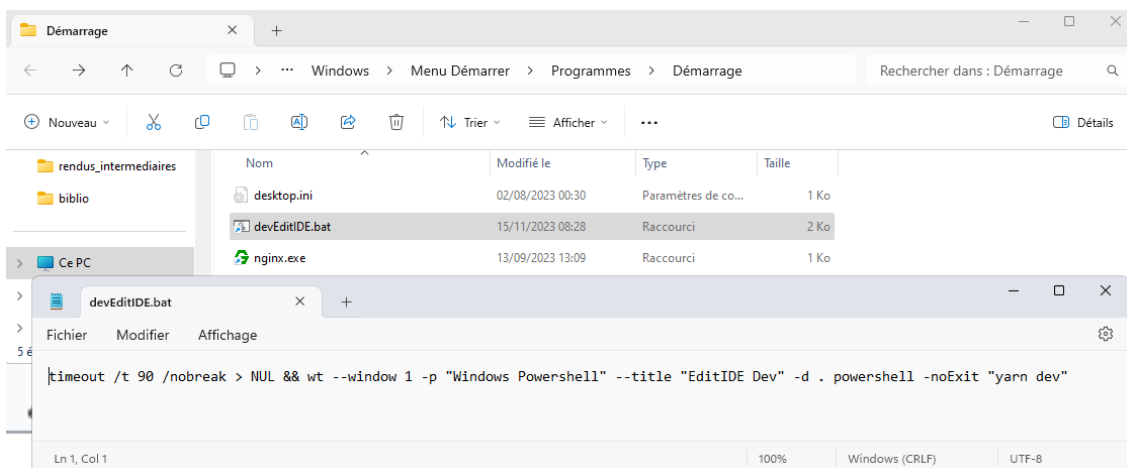 Démarrage
Windows > Menu Démarrer > Programmes > Démarrage
Rechercher dans : Démarrage
Nouveau
Trier
Afficher
Détails
rendus_intermediaires
biblio
Ce PC
Nom Modifié le Type Taille
desktop.ini 02/08/2023 00:30 Paramètres de co... 1 Ko
devEditIDE.bat 15/11/2023 08:28 Raccourci 2 Ko
nginx.exe 13/09/2023 13:09 Raccourci 1 Ko
5 é
devEditIDE.bat
Fichier Modifier Affichage
timeout /t 90 /nobreak > NUL && wt --window 1 -p "Windows Powershell" --title "EditIDE Dev" -d . powershell -noExit "yarn dev"
Ln 1, Col 1 100% Windows (CRLF) UTF-8